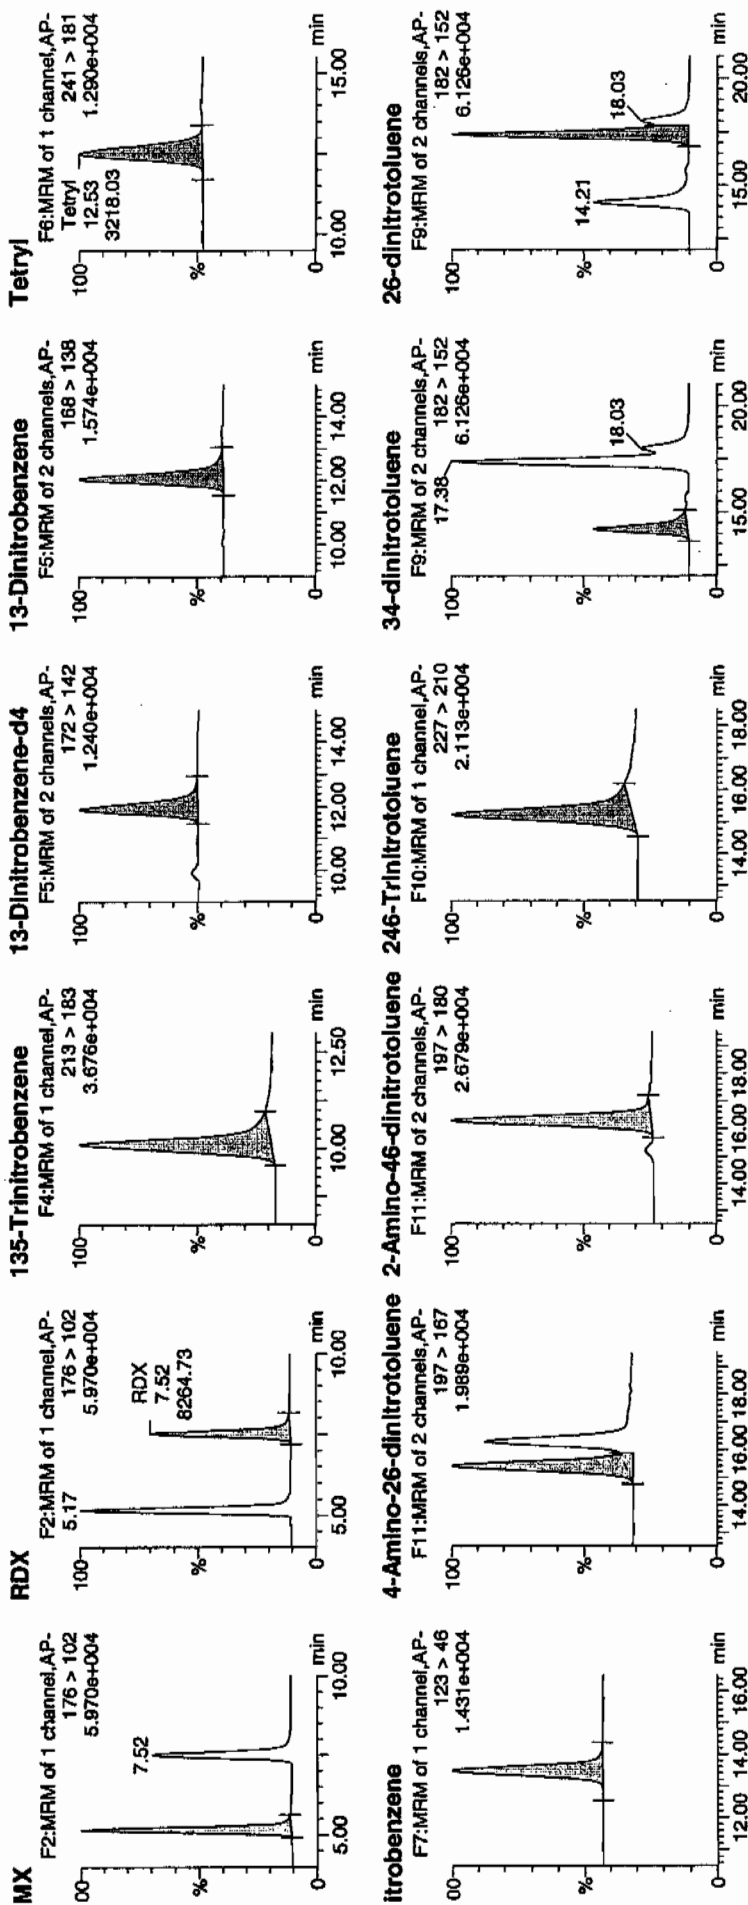 MX
F2:MRM of 1 channel,AP-
176 > 102
5.970e+004
00
7.52
%
0
5.00
10.00
min
RDX
F2:MRM of 1 channel,AP-
176 > 102
5.970e+004
100
5.17
RDX
7.52
8264.73
%
0
5.00
10.00
min
135-Trinitrobenzene
F4:MRM of 1 channel,AP-
213 > 183
3.676e+004
100
%
0
10.00
12.50
min
13-Dinitrobenzene-d4
F5:MRM of 2 channels,AP-
172 > 142
1.240e+004
100
%
0
10.00
12.00
14.00
min
13-Dinitrobenzene
F5:MRM of 2 channels,AP-
168 > 138
1.574e+004
100
%
0
10.00
12.00
14.00
min
Tetryl
F6:MRM of 1 channel,AP-
241 > 181
1.290e+004
100
Tetryl
12.53
3218.03
%
0
10.00
15.00
min
itrobenzene
F7:MRM of 1 channel,AP-
123 > 46
1.431e+004
00
%
0
12.00
14.00
16.00
min
4-Amino-26-dinitrotoluene
F11:MRM of 2 channels,AP-
197 > 167
1.989e+004
100
%
0
14.00
16.00
18.00
min
2-Amino-46-dinitrotoluene
F11:MRM of 2 channels,AP-
197 > 180
2.679e+004
100
%
0
14.00
16.00
18.00
min
246-Trinitrotoluene
F10:MRM of 1 channel,AP-
227 > 210
2.113e+004
100
%
0
14.00
16.00
18.00
min
34-dinitrotoluene
F9:MRM of 2 channels,AP-
182 > 152
6.126e+004
100
17.38
18.03
%
0
15.00
20.00
min
26-dinitrotoluene
F9:MRM of 2 channels,AP-
182 > 152
6.126e+004
100
14.21
18.03
%
0
15.00
20.00
min